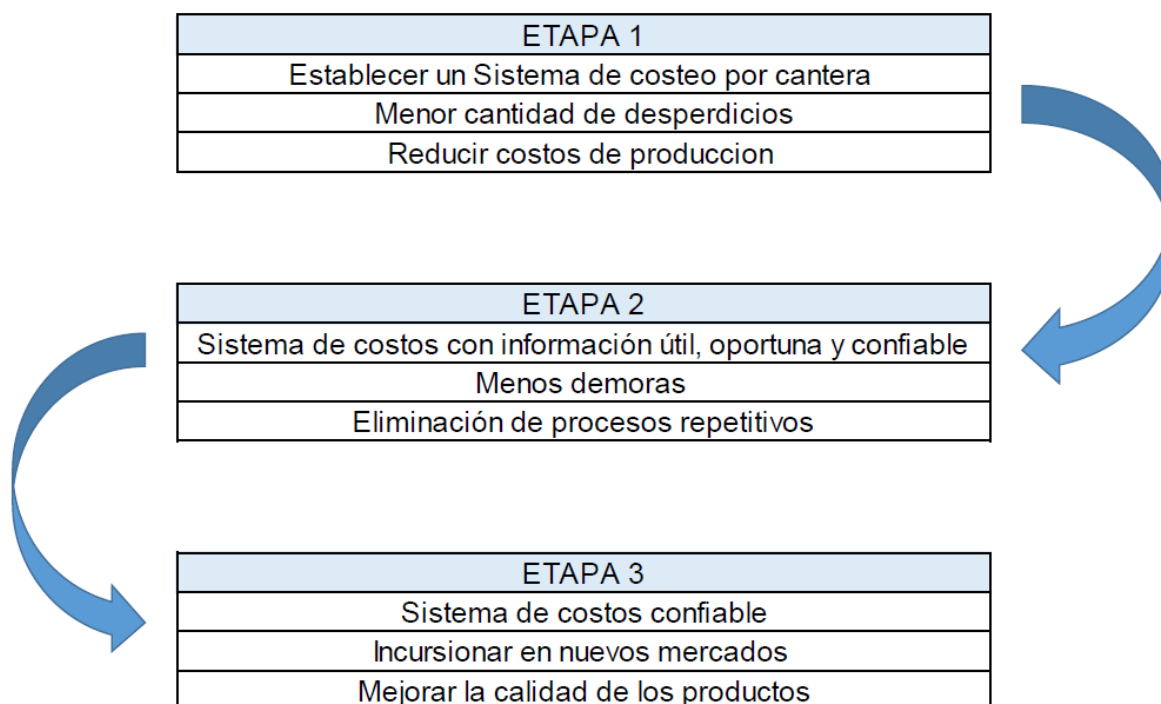 ETAPA 1
Establecer un Sistema de costeo por cantera
Menor cantidad de desperdicios
Reducir costos de produccion
ETAPA 2
Sistema de costos con información útil, oportuna y confiable
Menos demoras
Eliminación de procesos repetitivos
ETAPA 3
Sistema de costos confiable
Incursionar en nuevos mercados
Mejorar la calidad de los productos